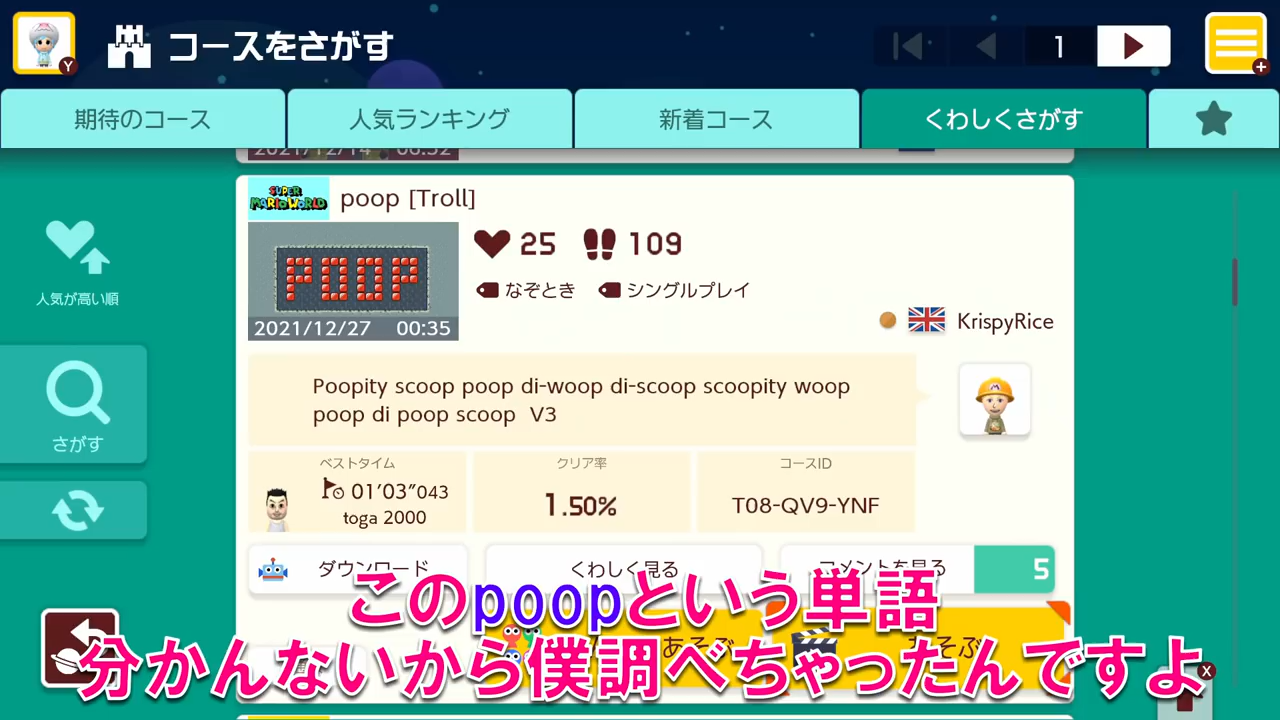 Y
コースをさがす
1
+
期待のコース
人気ランキング
新着コース
くわしくさがす
SUPER
MARIO WORLD
poop [Troll]
POOP
2021/12/27 00:35
25 109
なぞとき シングルプレイ
KrispyRice
人気が高い順
さがす
Poopity scoop poop di-woop di-scoop scoopity woop
poop di poop scoop V3
ベストタイム
01'03"043
toga 2000
クリア率
1.50%
コースID
T08-QV9-YNF
ダウンロード
くわしく見る
コメントを見る
5
このpoopという単語
分かんないから僕調べちゃったんですよ
X